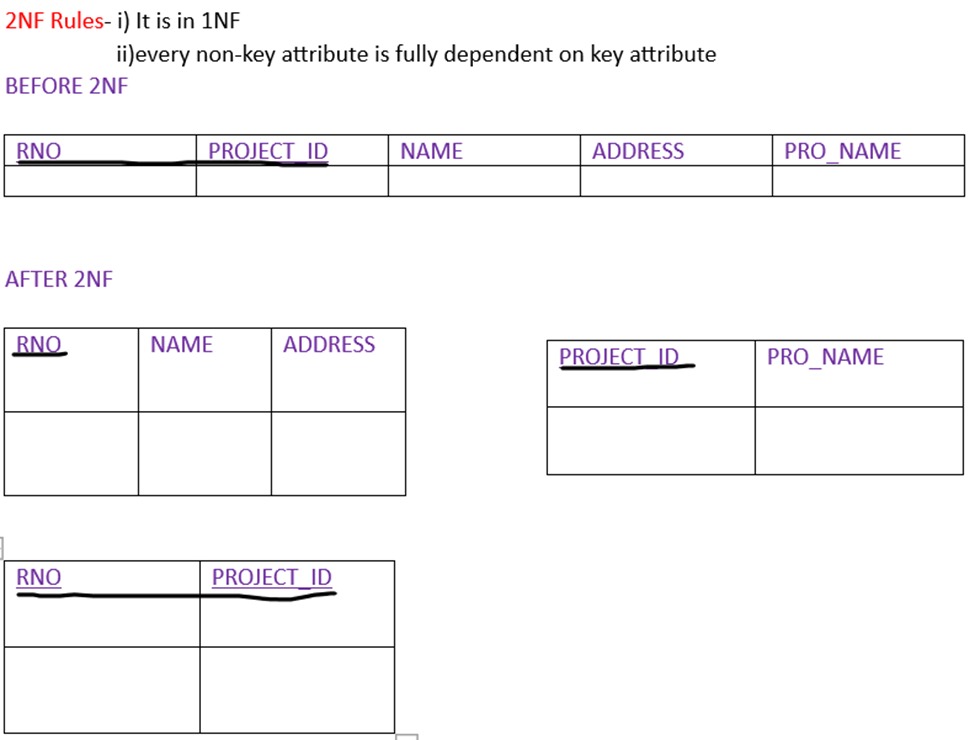 2NF Rules- i) It is in 1NF
ii)every non-key attribute is fully dependent on key attribute
BEFORE 2NF
RNO PROJECT_ID NAME ADDRESS PRO_NAME
AFTER 2NF
RNO NAME ADDRESS
PROJECT_ID PRO_NAME
RNO PROJECT_ID